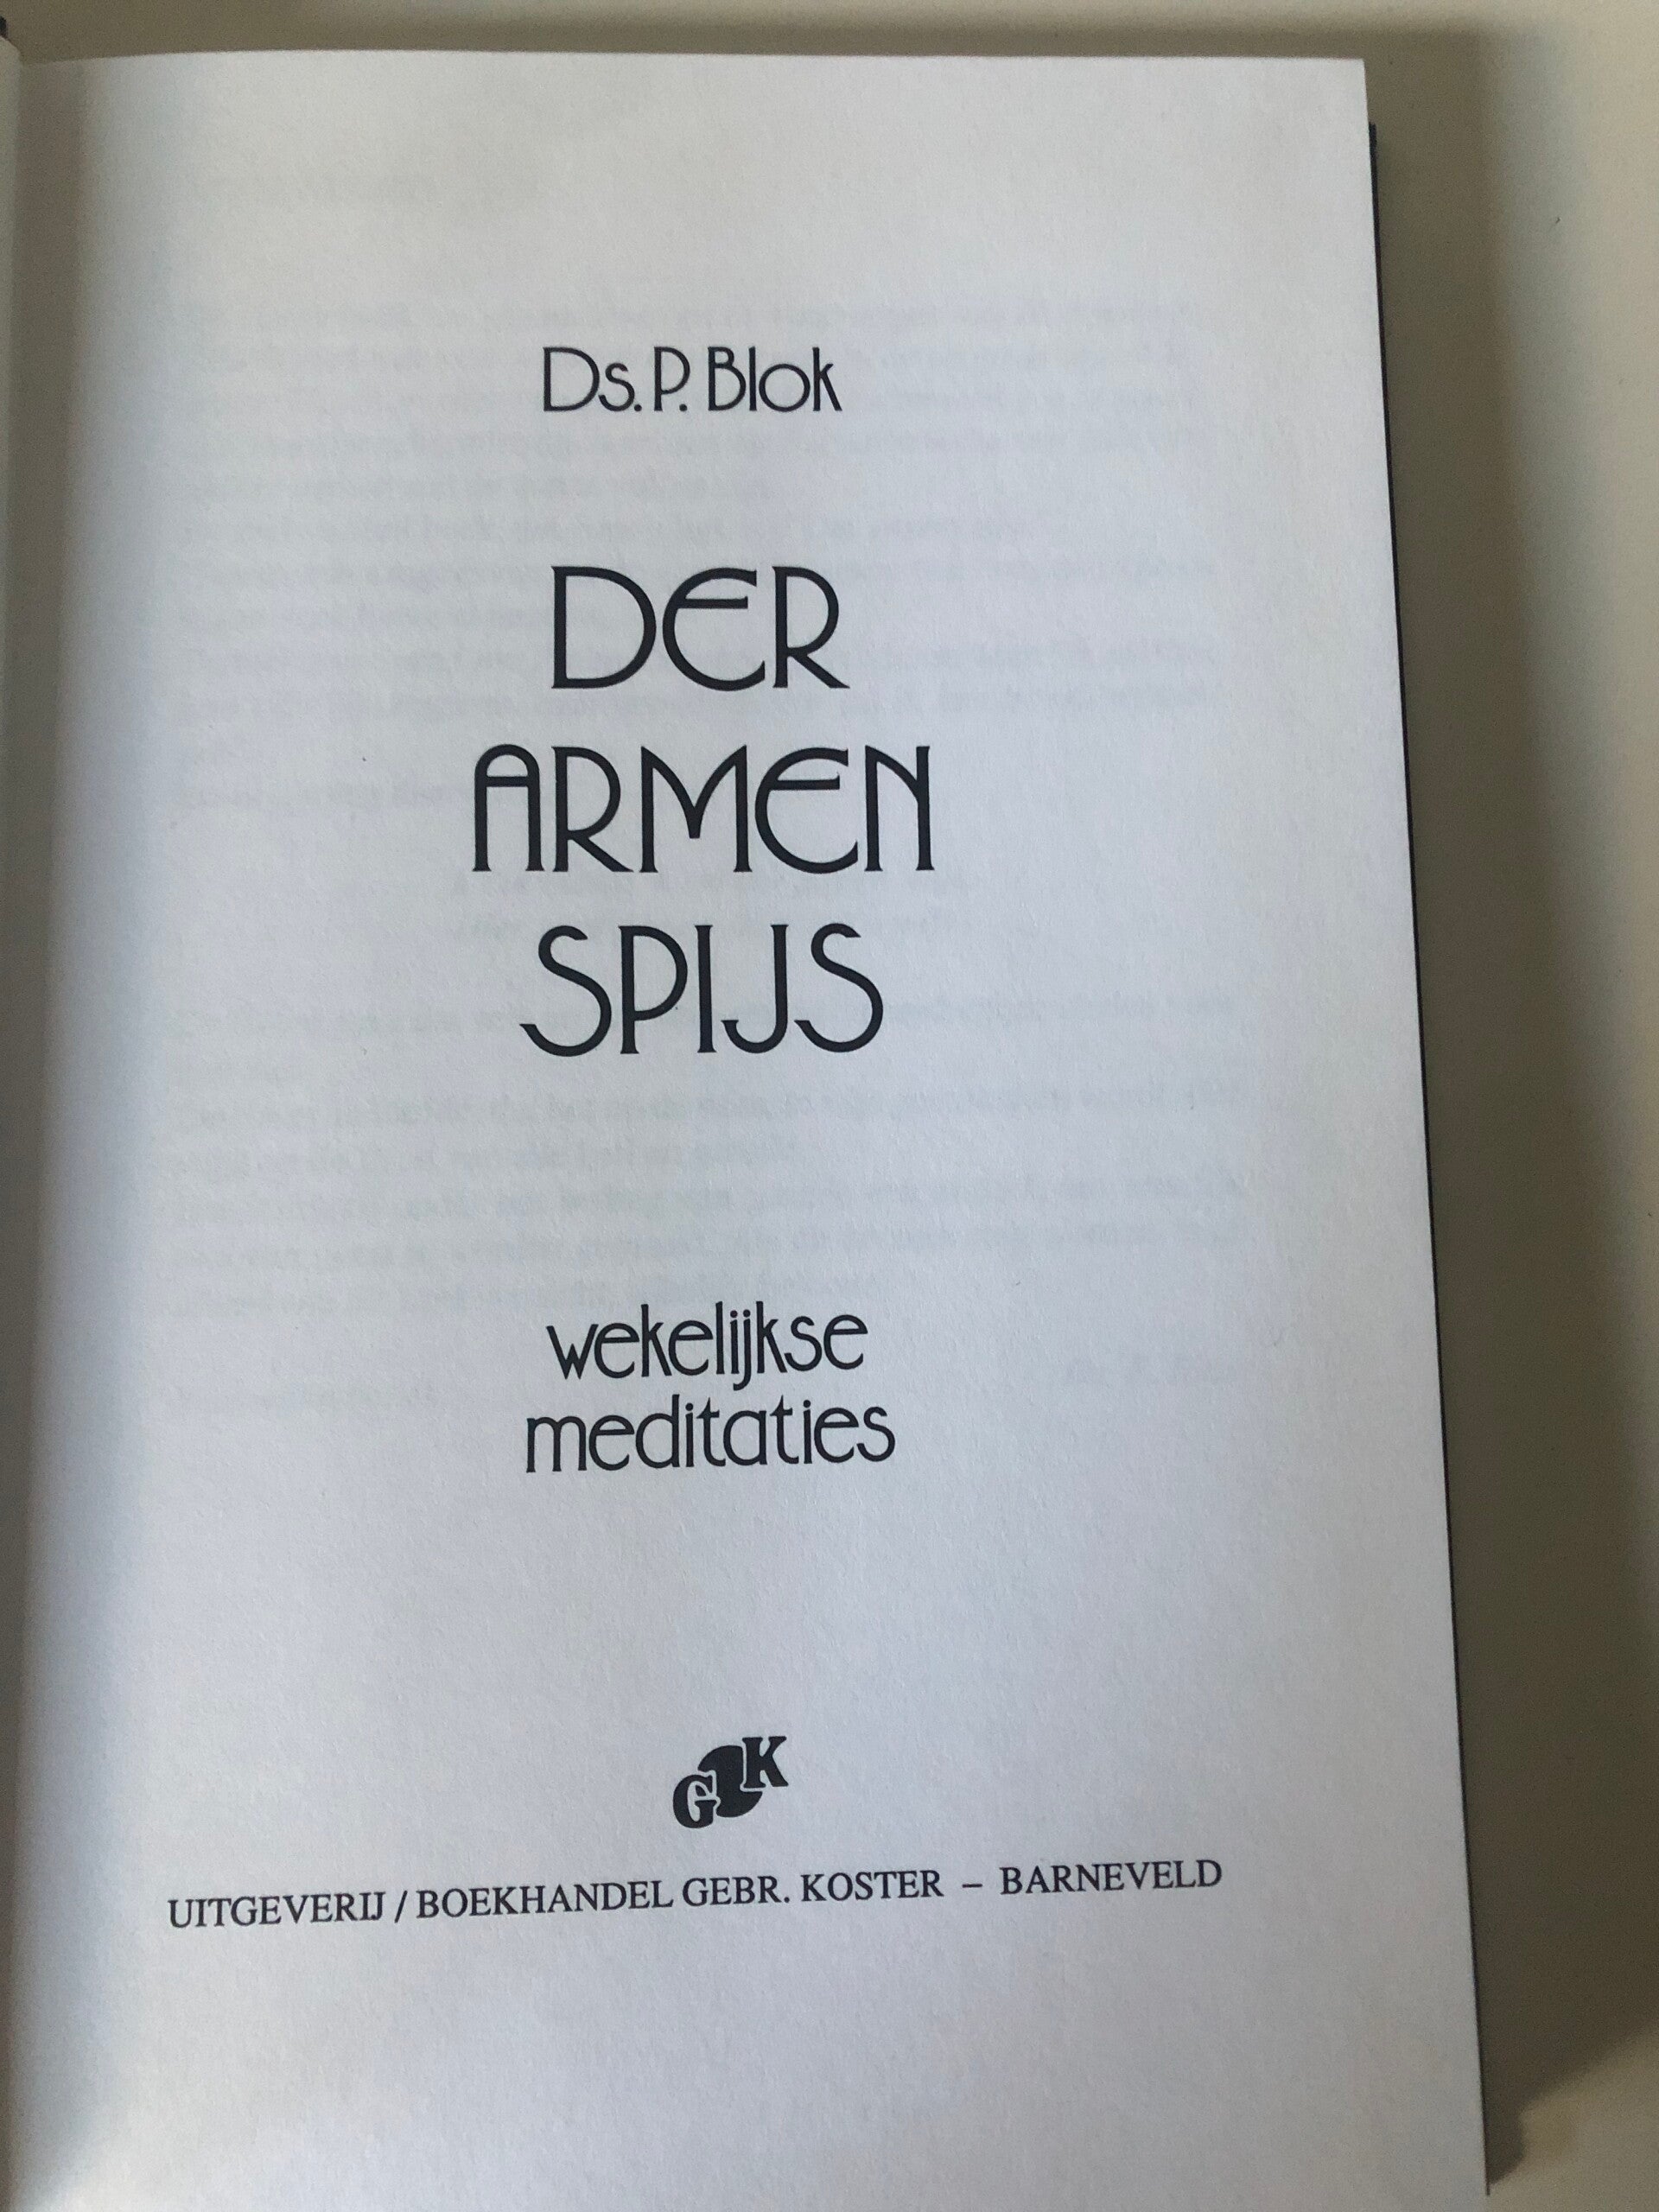 Ds. P. Blok
DER
ARMEN
SPIJS
wekelijkse
meditaties
GK
UITGEVERIJ / BOEKHANDEL GEBR. KOSTER – BARNEVELD